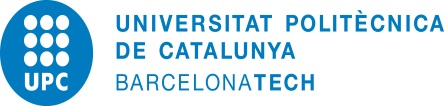 UPC
UNIVERSITAT POLITÈCNICA
DE CATALUNYA
BARCELONATECH